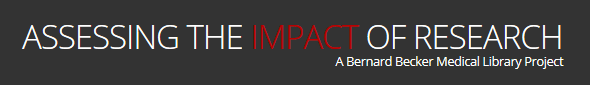 ASSESSING THE IMPACT OF RESEARCH
A Bernard Becker Medical Library Project